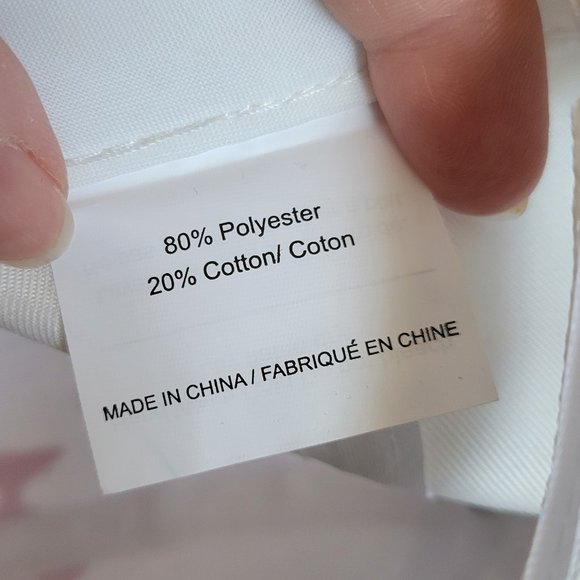 80% Polyester
20% Cotton/ Coton
MADE IN CHINA / FABRIQUÉ EN CHINE